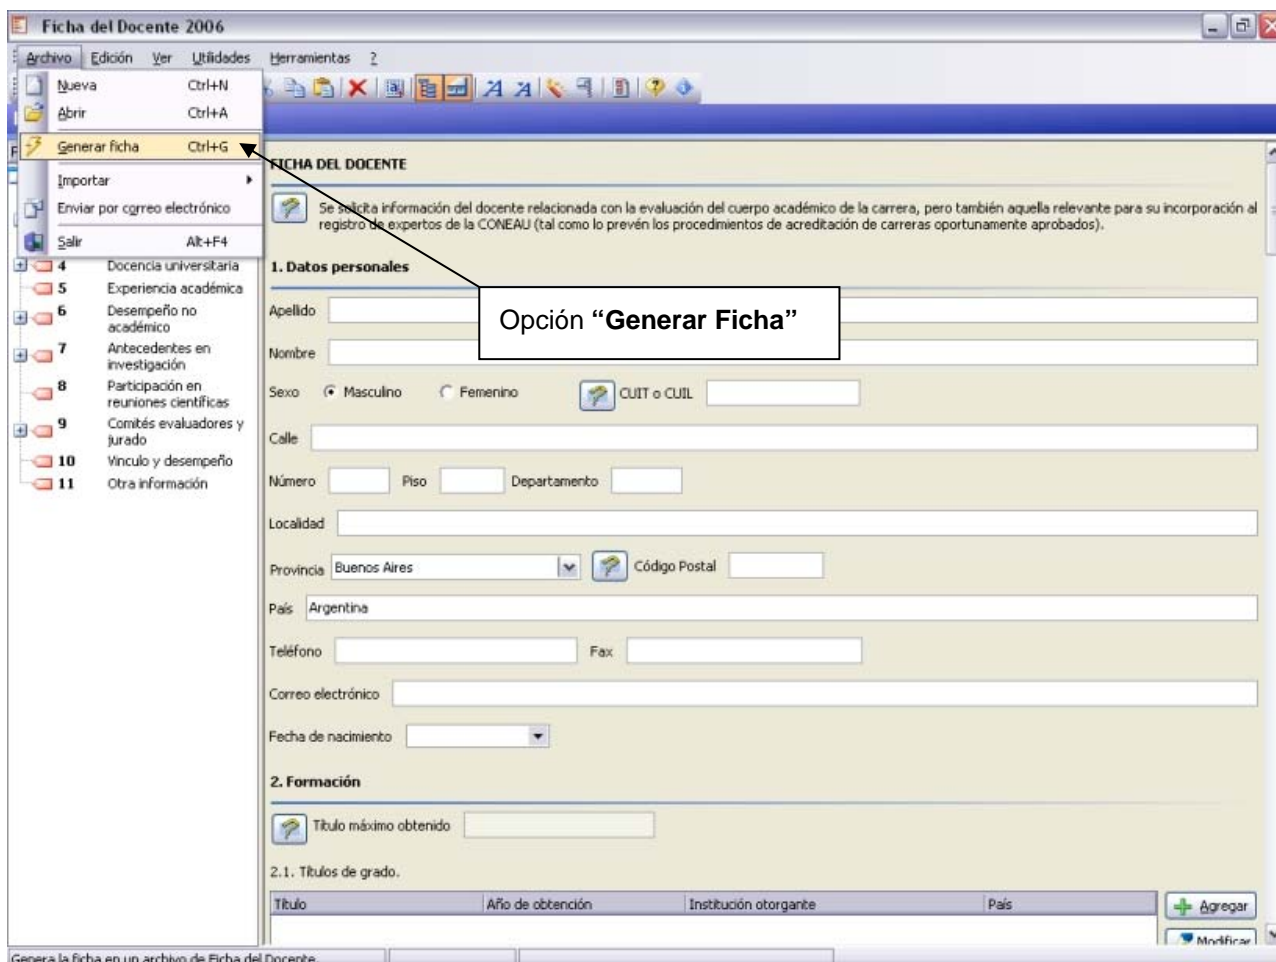 Ficha del Docente 2006
Archivo Edición Ver Utilidades Herramientas ?
Nueva Ctrl+N
Abrir Ctrl+A
Generar ficha Ctrl+G
Importar
Enviar por correo electrónico
Salir Alt+F4
4 Docencia universitaria
5 Experiencia académica
6 Desempeño no
académico
7 Antecedentes en
investigación
8 Participación en
reuniones científicas
9 Comités evaluadores y
jurado
10 Vinculo y desempeño
11 Otra información
FICHA DEL DOCENTE
Se solicita información del docente relacionada con la evaluación del cuerpo académico de la carrera, pero también aquella relevante para su incorporación al
registro de expertos de la CONEAU (tal como lo prevén los procedimientos de acreditación de carreras oportunamente aprobados).
1. Datos personales
Opción “Generar Ficha”
Apellido
Nombre
Sexo Masculino Femenino CUIT o CUIL
Calle
Número Piso Departamento
Localidad
Provincia Buenos Aires Código Postal
País Argentina
Teléfono Fax
Correo electrónico
Fecha de nacimiento
2. Formación
Título máximo obtenido
2.1. Títulos de grado.
Título Año de obtención Institución otorgante País
Agregar
Modificar
Genera la ficha en un archivo de Ficha del Docente.